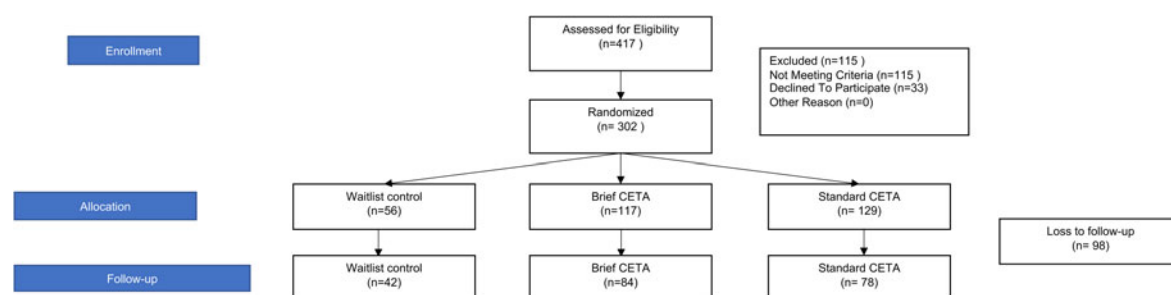 Enrollment
Assessed for Eligibility
(n=417 )
Excluded (n=115 )
Not Meeting Criteria (n=115 )
Declined To Participate (n=33)
Other Reason (n=0)
Randomized
(n= 302 )
Allocation
Waitlist control
(n=56)
Brief CETA
(n=117)
Standard CETA
(n= 129)
Loss to follow-up
(n= 98)
Follow-up
Waitlist control
(n=42)
Brief CETA
(n=84)
Standard CETA
(n= 78)